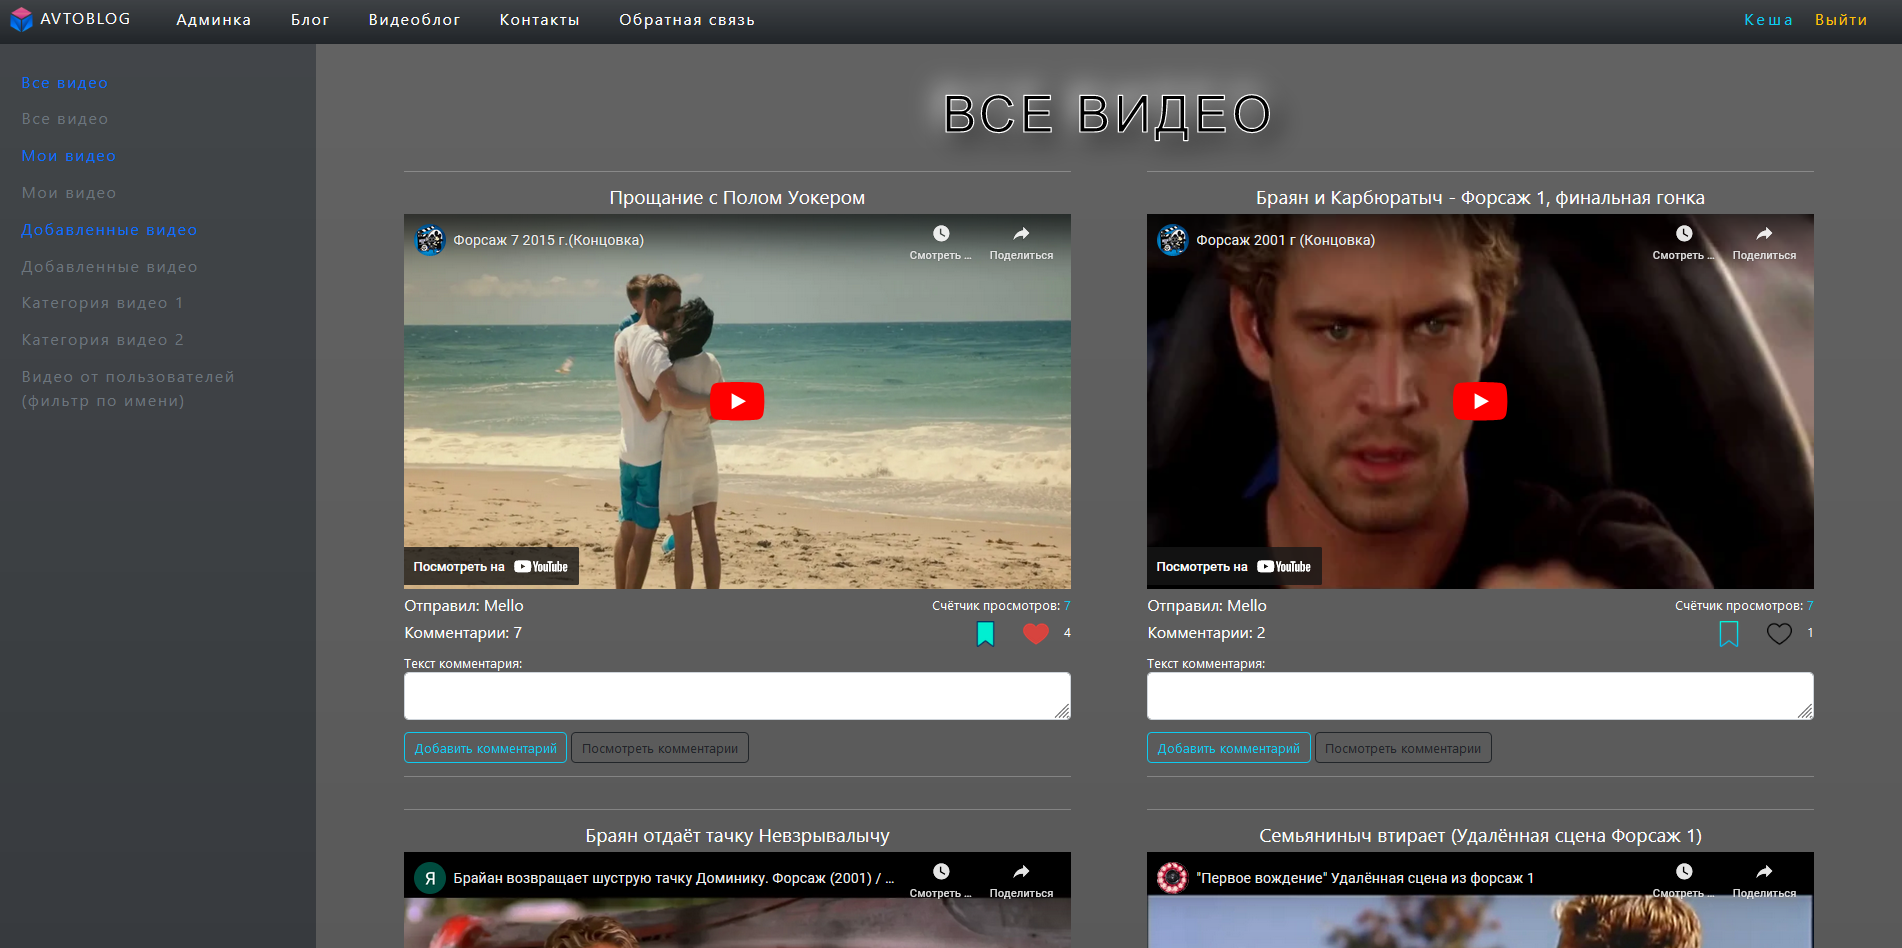 AVTOBLOG
Админка
Блог
Видеоблог
Контакты
Обратная связь
Кеша
Выйти
Все видео
Все видео
Мои видео
Мои видео
Добавленные видео
Добавленные видео
Категория видео 1
Категория видео 2
Видео от пользователей
(фильтр по имени)
ВСЕ ВИДЕО
Прощание с Полом Уокером
Форсаж 7 2015 г.(Концовка)
Смотреть ...
Поделиться
Посмотреть на YouTube
Отправил: Mello
Счётчик просмотров: 7
Комментарии: 7
4
Текст комментария:
Добавить комментарий
Посмотреть комментарии
Браян и Карбюратыч - Форсаж 1, финальная гонка
Форсаж 2001 г (Концовка)
Смотреть ...
Поделиться
Посмотреть на YouTube
Отправил: Mello
Счётчик просмотров: 7
Комментарии: 2
1
Текст комментария:
Добавить комментарий
Посмотреть комментарии
Браян отдаёт тачку Невзрывалычу
Я
Брайан возвращает шуструю тачку Доминику. Форсаж (2001) / ...
Смотреть ...
Поделиться
Семьяниныч втирает (Удалённая сцена Форсаж 1)
"Первое вождение" Удалённая сцена из форсаж 1
Смотреть ...
Поделиться